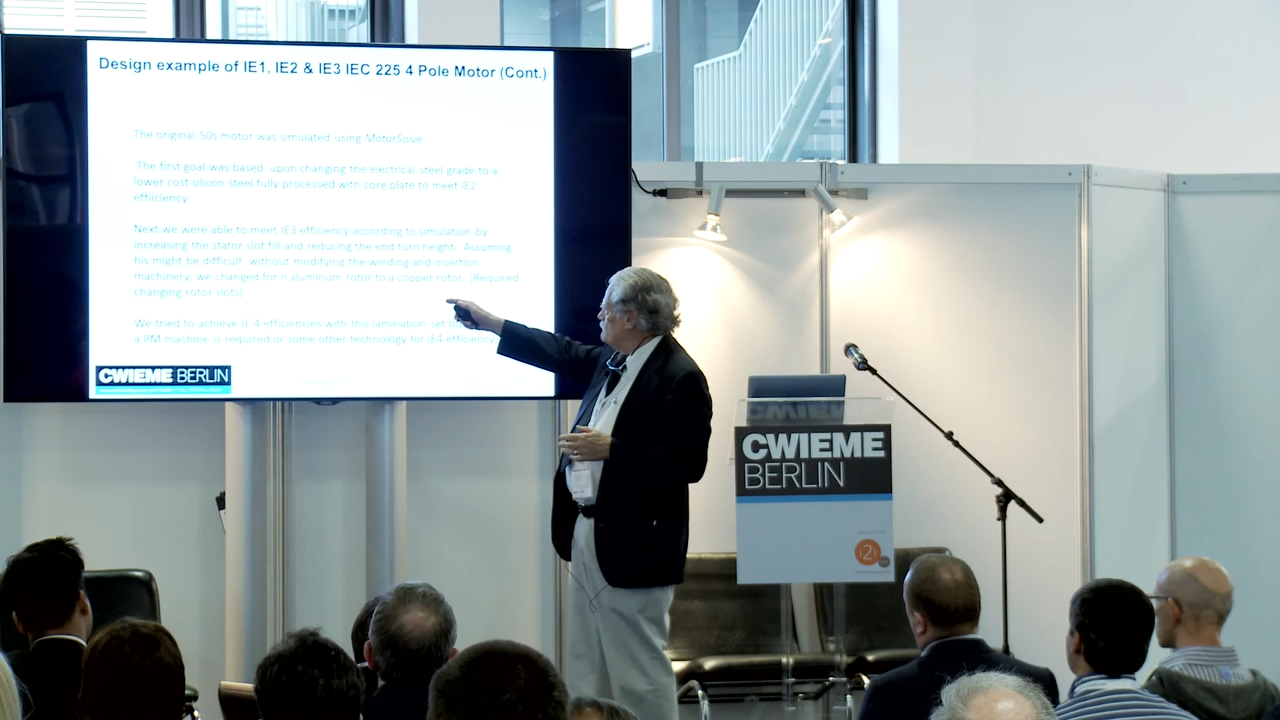 Design example of IE1, IE2 & IE3 IEC 225 4 Pole Motor (Cont.)
The original 50s motor was simulated using MotorSolve
The first goal was based upon changing the electrical steel grade to a
lower cost silicon steel fully processed with core plate to meet IE2
efficiency
Next we were able to meet IE3 efficiency according to simulation by
increasing the stator slot fill and reducing the end turn height. Assuming
his might be difficult without modifying the winding and insertion
machinery, we changed for n aluminum rotor to a copper rotor. (Required
changing rotor slots)
We tried to achieve IE 4 efficiencies with this lamination set
a PM machine is required or some other technology for IE4 efficiency
CWIEME BERLIN
CWIEME
CWIEME
BERLIN
i2i